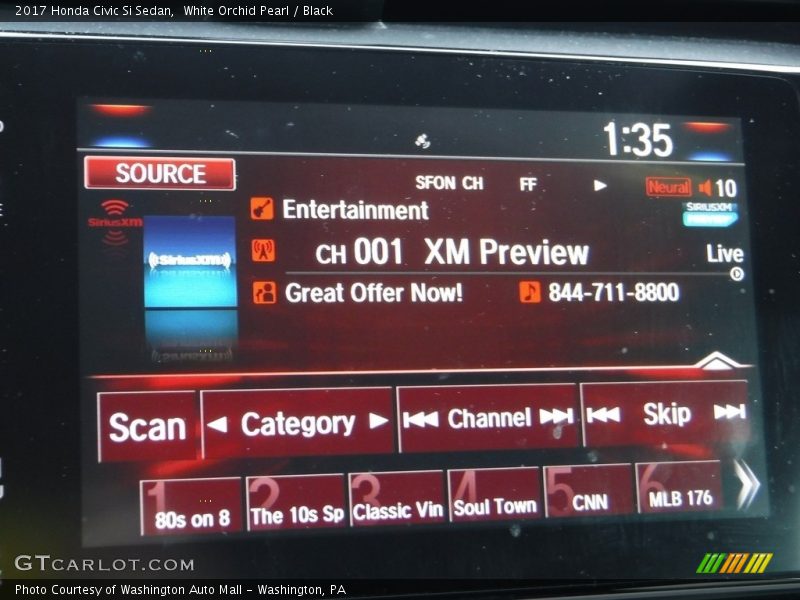 2017 Honda Civic Si Sedan,  White Orchid Pearl / Black
1:35
SOURCE
SFON CH FF
Neural 10
SiriusXM
SIRIUSXM
Entertainment
((SiriusXM))
CH 001 XM Preview
Live
Great Offer Now!
844-711-8800
Scan
Category
Channel
Skip
1 80s on 8
2 The 10s Sp
3 Classic Vin
4 Soul Town
5 CNN
6 MLB 176
GTCARLOT.COM
Photo Courtesy of Washington Auto Mall - Washington, PA